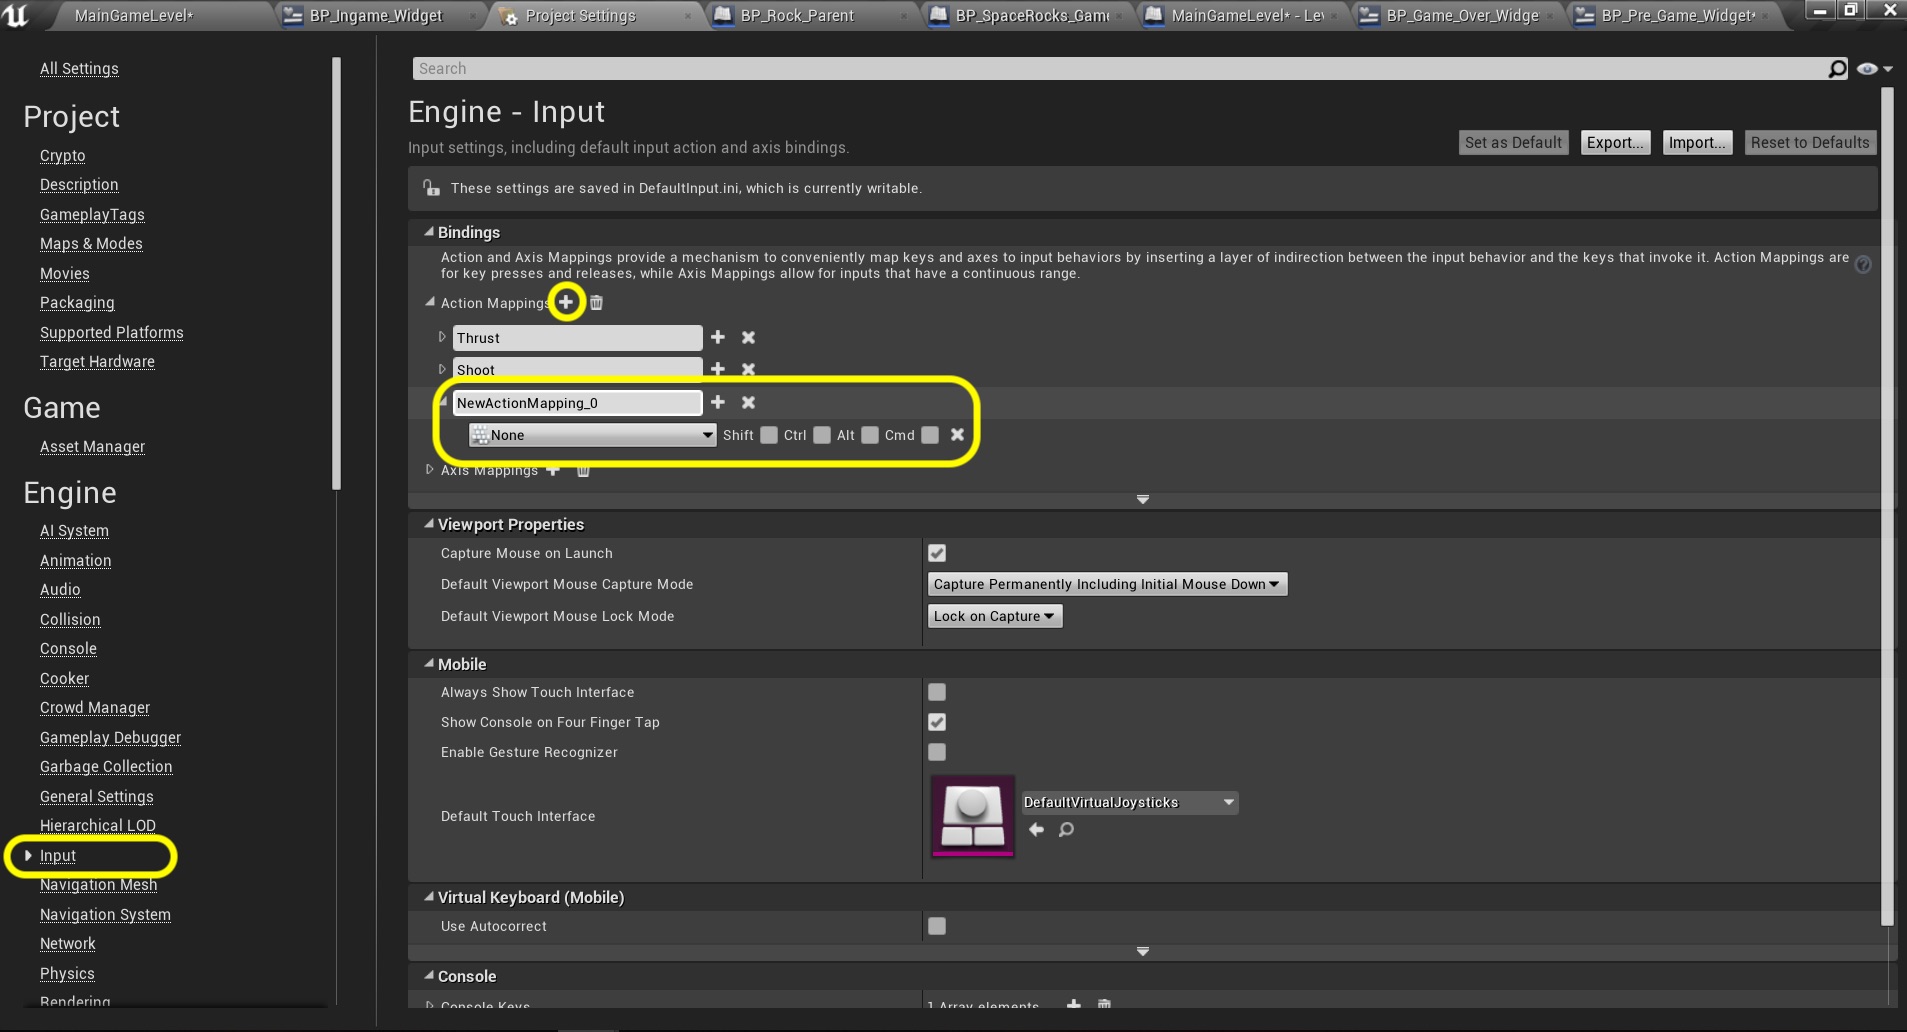 MainGameLevel*
BP_Ingame_Widget
Project Settings
BP_Rock_Parent
BP_SpaceRocks_Game
MainGameLevel* - Lev
BP_Game_Over_Widge
BP_Pre_Game_Widget*
All Settings
Project
Crypto
Description
GameplayTags
Maps & Modes
Movies
Packaging
Supported Platforms
Target Hardware
Game
Asset Manager
Engine
AI System
Animation
Audio
Collision
Console
Cooker
Crowd Manager
Gameplay Debugger
Garbage Collection
General Settings
Hierarchical LOD
Input
Navigation Mesh
Navigation System
Network
Physics
Rendering
Search
Engine - Input
Input settings, including default input action and axis bindings.
Set as Default
Export...
Import...
Reset to Defaults
These settings are saved in DefaultInput.ini, which is currently writable.
Bindings
Action and Axis Mappings provide a mechanism to conveniently map keys and axes to input behaviors by inserting a layer of indirection between the input behavior and the keys that invoke it. Action Mappings are
for key presses and releases, while Axis Mappings allow for inputs that have a continuous range.
Action Mappings
Thrust
Shoot
NewActionMapping_0
None Shift Ctrl Alt Cmd
Axis Mappings
Viewport Properties
Capture Mouse on Launch
Default Viewport Mouse Capture Mode Capture Permanently Including Initial Mouse Down
Default Viewport Mouse Lock Mode Lock on Capture
Mobile
Always Show Touch Interface
Show Console on Four Finger Tap
Enable Gesture Recognizer
Default Touch Interface DefaultVirtualJoysticks
Virtual Keyboard (Mobile)
Use Autocorrect
Console
Console Keys 1 Array elements